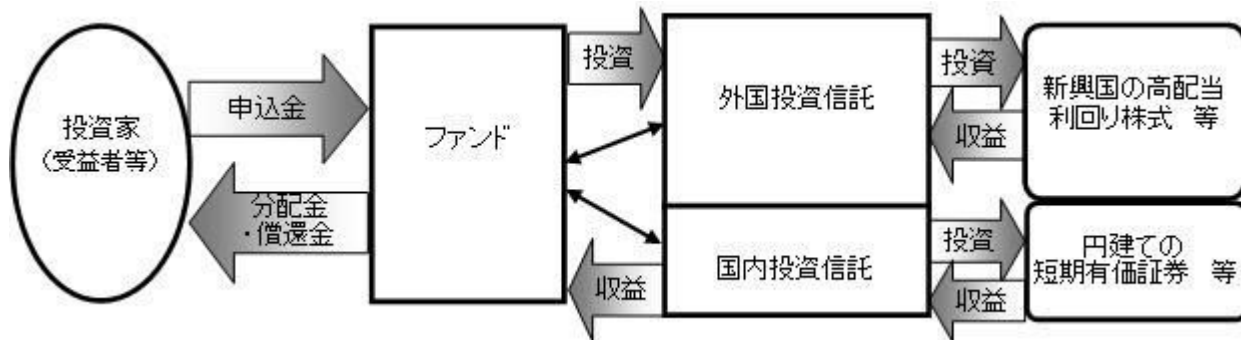 投資家
（受益者等）
申込金
分配金
・償還金
ファンド
投資
収益
外国投資信託
国内投資信託
投資
収益
投資
収益
新興国の高配当
利回り株式　等
円建ての
短期有価証券　等